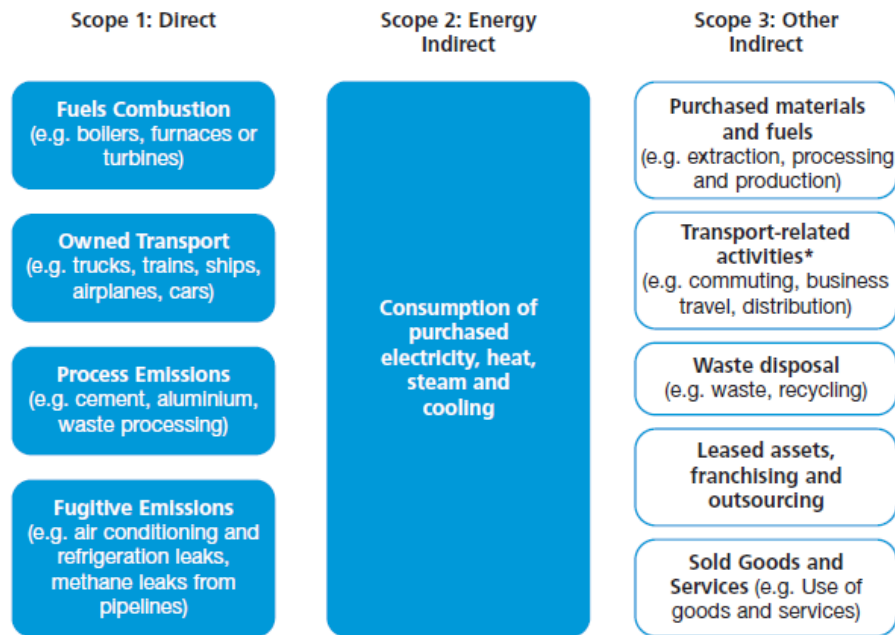 Scope 1: Direct
Fuels Combustion
(e.g. boilers, furnaces or
turbines)
Owned Transport
(e.g. trucks, trains, ships,
airplanes, cars)
Process Emissions
(e.g. cement, aluminium,
waste processing)
Fugitive Emissions
(e.g. air conditioning and
refrigeration leaks,
methane leaks from
pipelines)
Scope 2: Energy
Indirect
Consumption of
purchased
electricity, heat,
steam and
cooling
Scope 3: Other
Indirect
Purchased materials
and fuels
(e.g. extraction, processing
and production)
Transport-related
activities*
(e.g. commuting, business
travel, distribution)
Waste disposal
(e.g. waste, recycling)
Leased assets,
franchising and
outsourcing
Sold Goods and
Services (e.g. Use of
goods and services)